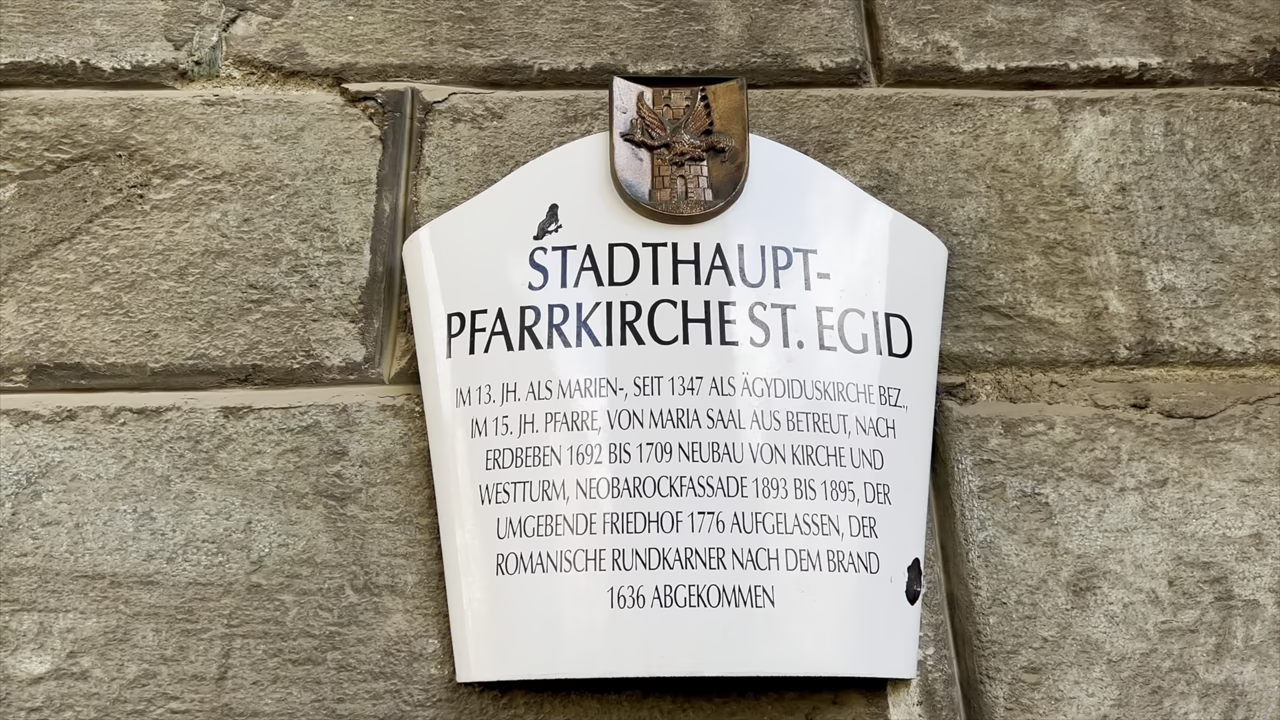 STADTHAUPT-
PFARRKIRCHE ST. EGID
IM 13. JH. ALS MARIEN-, SEIT 1347 ALS ÄGYDIDUSKIRCHE BEZ.,
IM 15. JH. PFARRE, VON MARIA SAAL AUS BETREUT, NACH
ERDBEBEN 1692 BIS 1709 NEUBAU VON KIRCHE UND
WESTTURM, NEOBAROCKFASSADE 1893 BIS 1895, DER
UMGEBENDE FRIEDHOF 1776 AUFGELASSEN, DER
ROMANISCHE RUNDKARNER NACH DEM BRAND
1636 ABGEKOMMEN